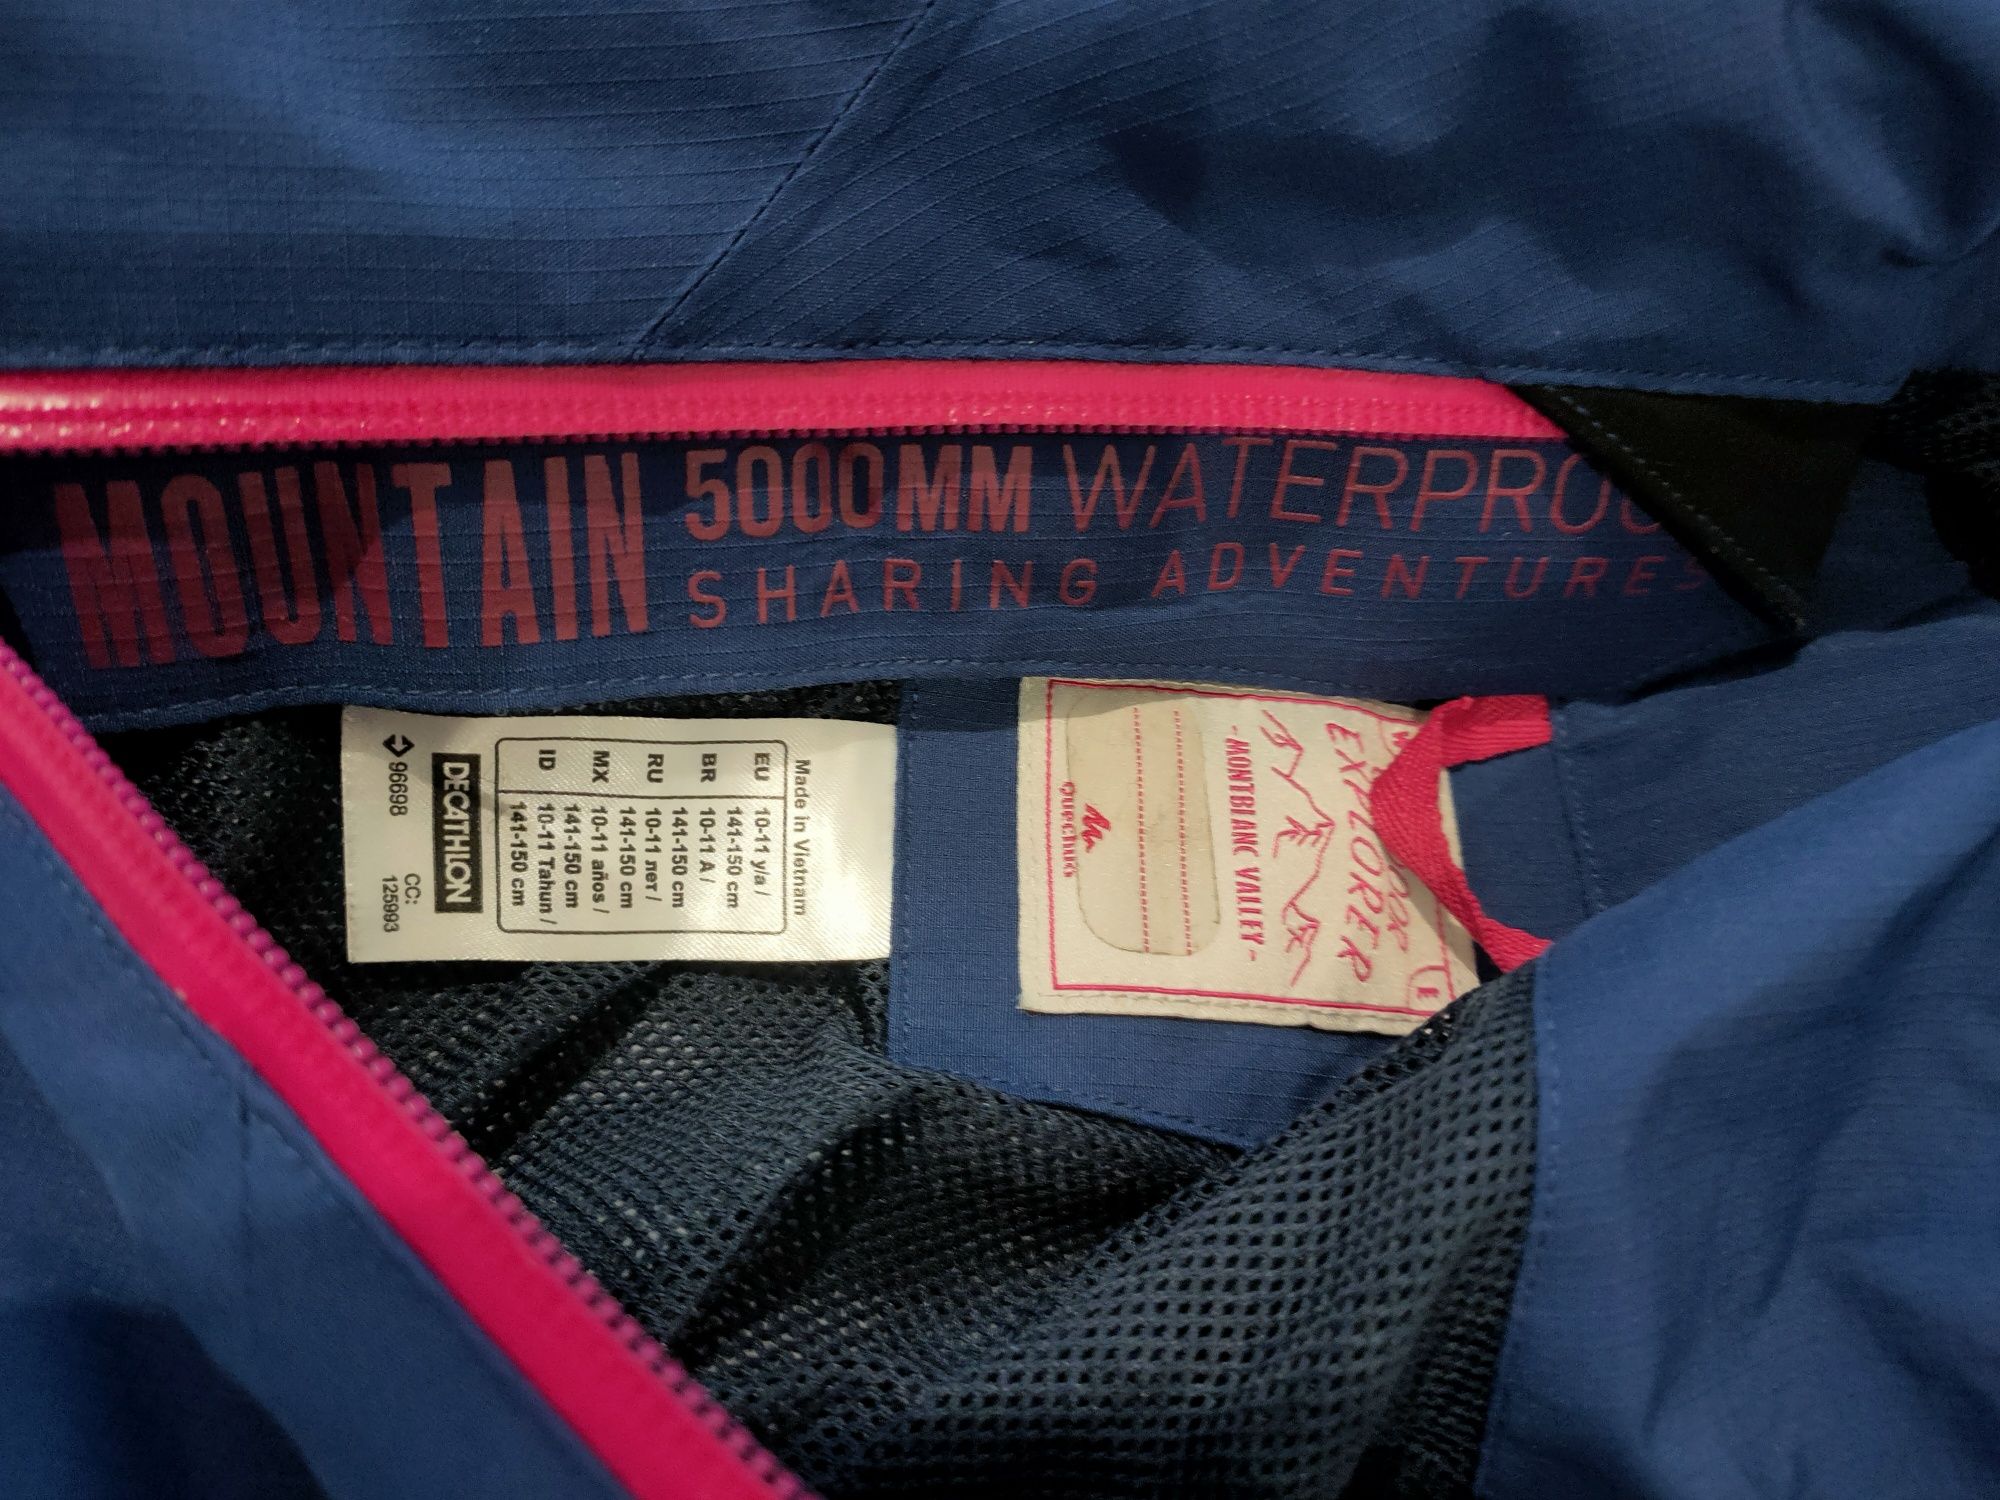 MOUNTAIN
5000MM WATERPROO
SHARING ADVENTURES
Made in Vietnam
EU 10-11 y/a /
141-150 cm
BR 10-11 A /
141-150 cm
RU 10-11 лет /
141-150 cm
MX 10-11 años /
141-150 cm
ID 10-11 Tahun /
141-150 cm
DECATHLON
96698
CC:
125993
EXPLORER
-MONTBLANC VALLEY-
quechua
E